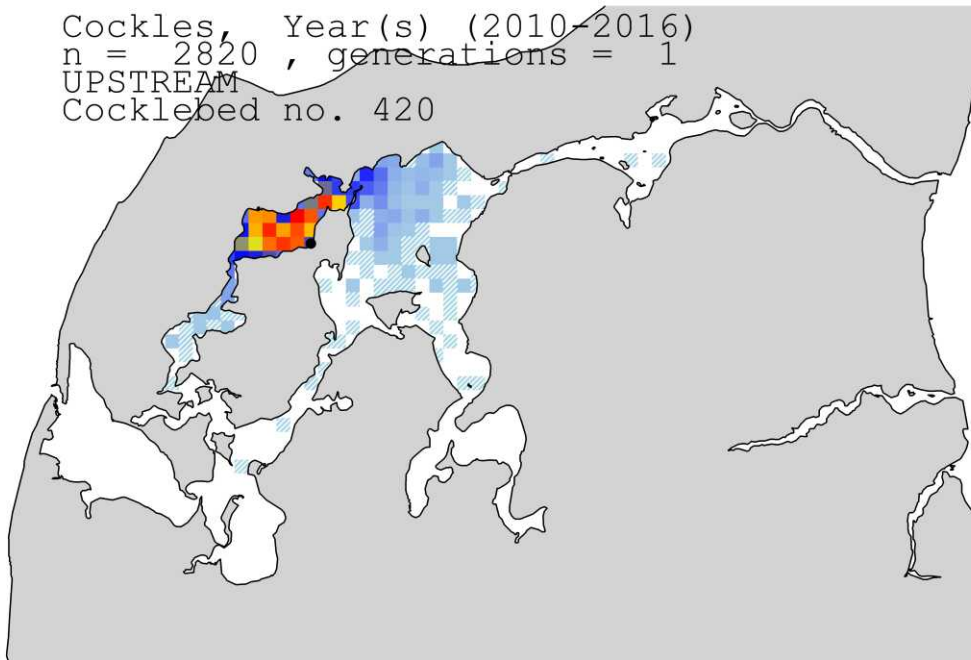 Cockles, Year(s) (2010-2016)
n = 2820 , generations = 1
UPSTREAM
Cocklebed no. 420